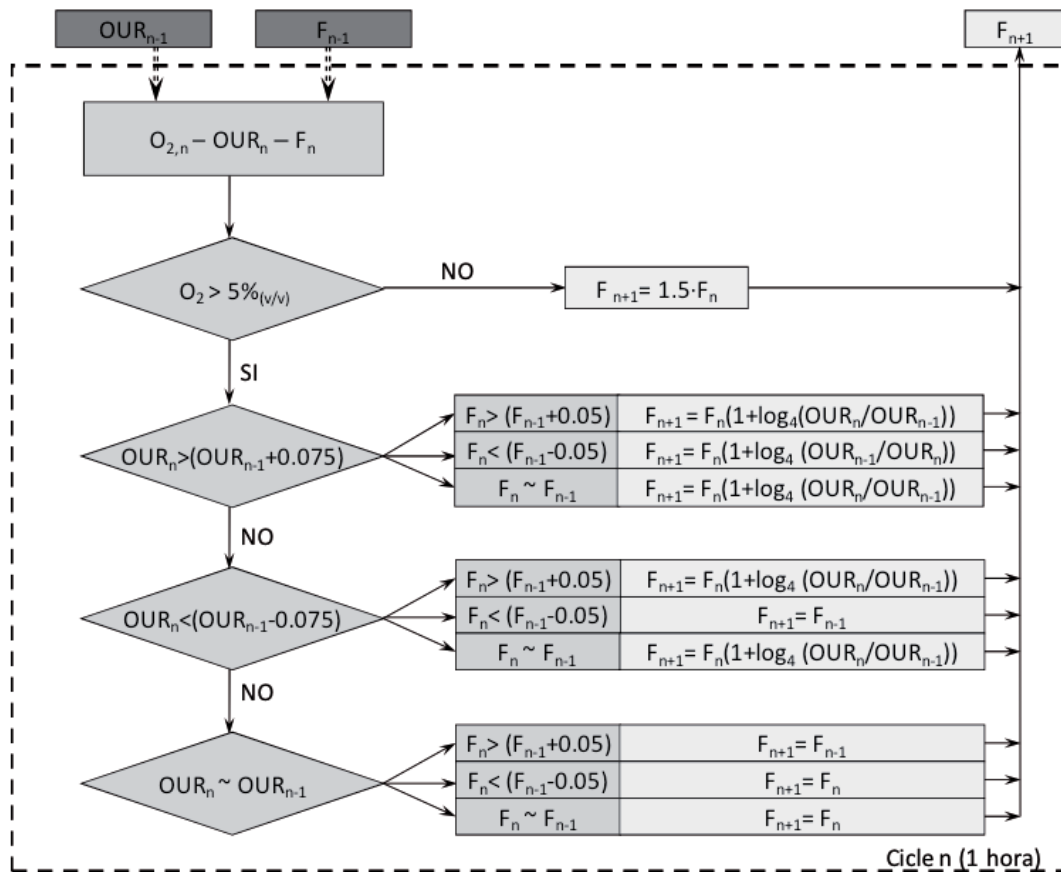 OURₙ₋₁
Fₙ₋₁
Fₙ₊₁
O₂,ₙ – OURₙ – Fₙ
O₂ > 5%(v/v)
NO
F ₙ₊₁= 1.5·Fₙ
SI
OURₙ>(OURₙ₋₁+0.075)
Fₙ> (Fₙ₋₁+0.05) Fₙ₊₁ = Fₙ(1+log₄(OURₙ/OURₙ₋₁))
Fₙ< (Fₙ₋₁-0.05) Fₙ₊₁= Fₙ(1+log₄ (OURₙ₋₁/OURₙ))
Fₙ ~ Fₙ₋₁ Fₙ₊₁= Fₙ(1+log₄ (OURₙ/OURₙ₋₁))
NO
OURₙ<(OURₙ₋₁-0.075)
Fₙ> (Fₙ₋₁+0.05) Fₙ₊₁= Fₙ(1+log₄ (OURₙ/OURₙ₋₁))
Fₙ< (Fₙ₋₁-0.05) Fₙ₊₁= Fₙ₋₁
Fₙ ~ Fₙ₋₁ Fₙ₊₁= Fₙ(1+log₄ (OURₙ/OURₙ₋₁))
NO
OURₙ ~ OURₙ₋₁
Fₙ> (Fₙ₋₁+0.05) Fₙ₊₁= Fₙ₋₁
Fₙ< (Fₙ₋₁-0.05) Fₙ₊₁= Fₙ
Fₙ ~ Fₙ₋₁ Fₙ₊₁= Fₙ
Cicle n (1 hora)